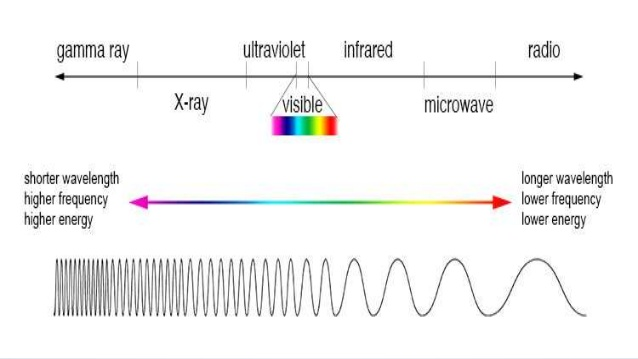 gamma ray
ultraviolet
infrared
radio
X-ray
visible
microwave
shorter wavelength
higher frequency
higher energy
longer wavelength
lower frequency
lower energy